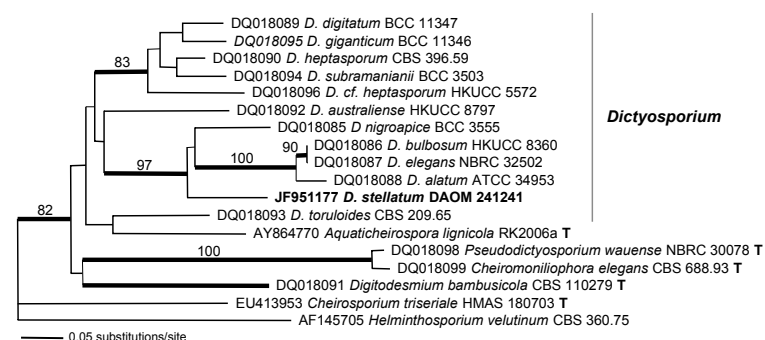 DQ018089 D. digitatum BCC 11347
DQ018095 D. giganticum BCC 11346
83
DQ018090 D. heptasporum CBS 396.59
DQ018094 D. subramanianii BCC 3503
DQ018096 D. cf. heptasporum HKUCC 5572
DQ018092 D. australiense HKUCC 8797
Dictyosporium
DQ018085 D nigroapice BCC 3555
90 DQ018086 D. bulbosum HKUCC 8360
97
100
DQ018087 D. elegans NBRC 32502
DQ018088 D. alatum ATCC 34953
JF951177 D. stellatum DAOM 241241
82
DQ018093 D. toruloides CBS 209.65
AY864770 Aquaticheirospora lignicola RK2006a T
100
DQ018098 Pseudodictyosporium wauense NBRC 30078 T
DQ018099 Cheiromoniliophora elegans CBS 688.93 T
DQ018091 Digitodesmium bambusicola CBS 110279 T
EU413953 Cheirosporium triseriale HMAS 180703 T
AF145705 Helminthosporium velutinum CBS 360.75
0.05 substitutions/site